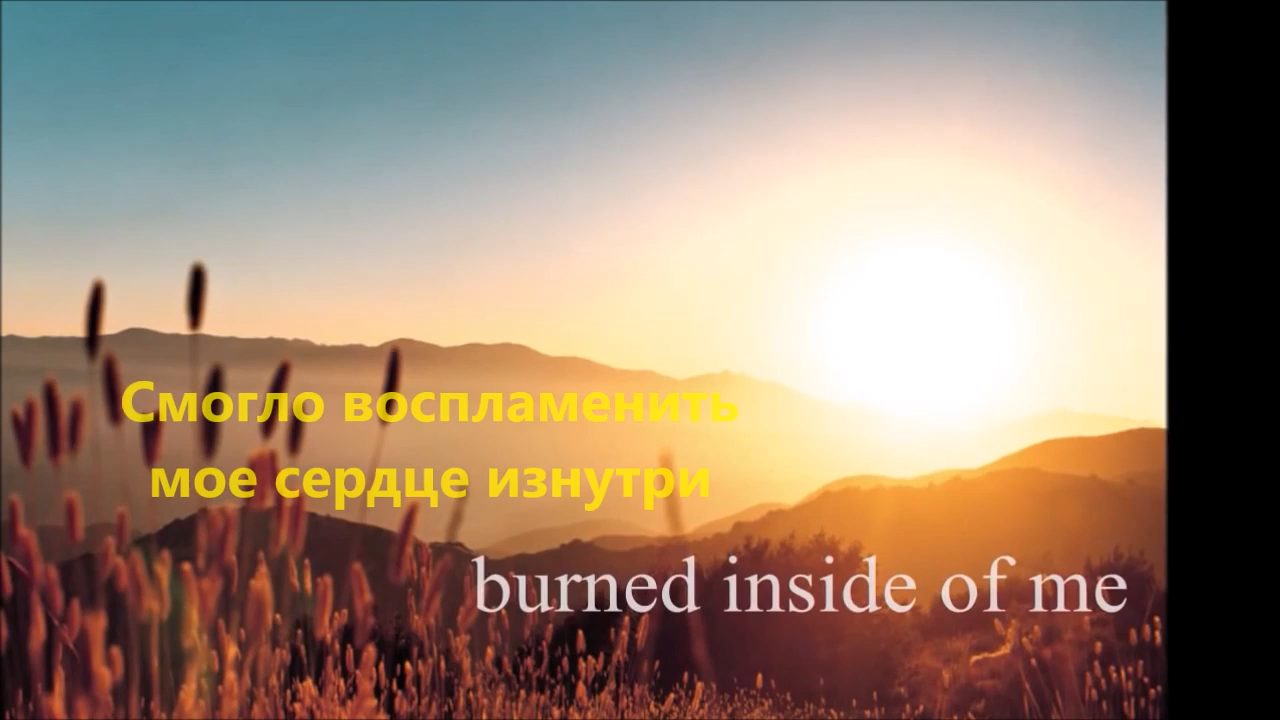 Смогло воспламенить
мое сердце изнутри
burned inside of me